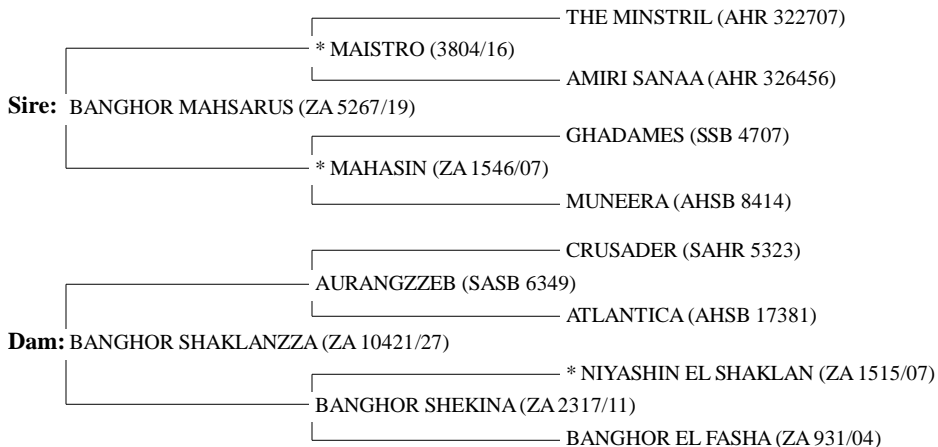 THE MINSTRIL (AHR 322707)
* MAISTRO (3804/16)
AMIRI SANAA (AHR 326456)
Sire: BANGHOR MAHSARUS (ZA 5267/19)
GHADAMES (SSB 4707)
* MAHASIN (ZA 1546/07)
MUNEERA (AHSB 8414)
CRUSADER (SAHR 5323)
AURANGZZEB (SASB 6349)
ATLANTICA (AHSB 17381)
Dam: BANGHOR SHAKLANZZA (ZA 10421/27)
* NIYASHIN EL SHAKLAN (ZA 1515/07)
BANGHOR SHEKINA (ZA 2317/11)
BANGHOR EL FASHA (ZA 931/04)